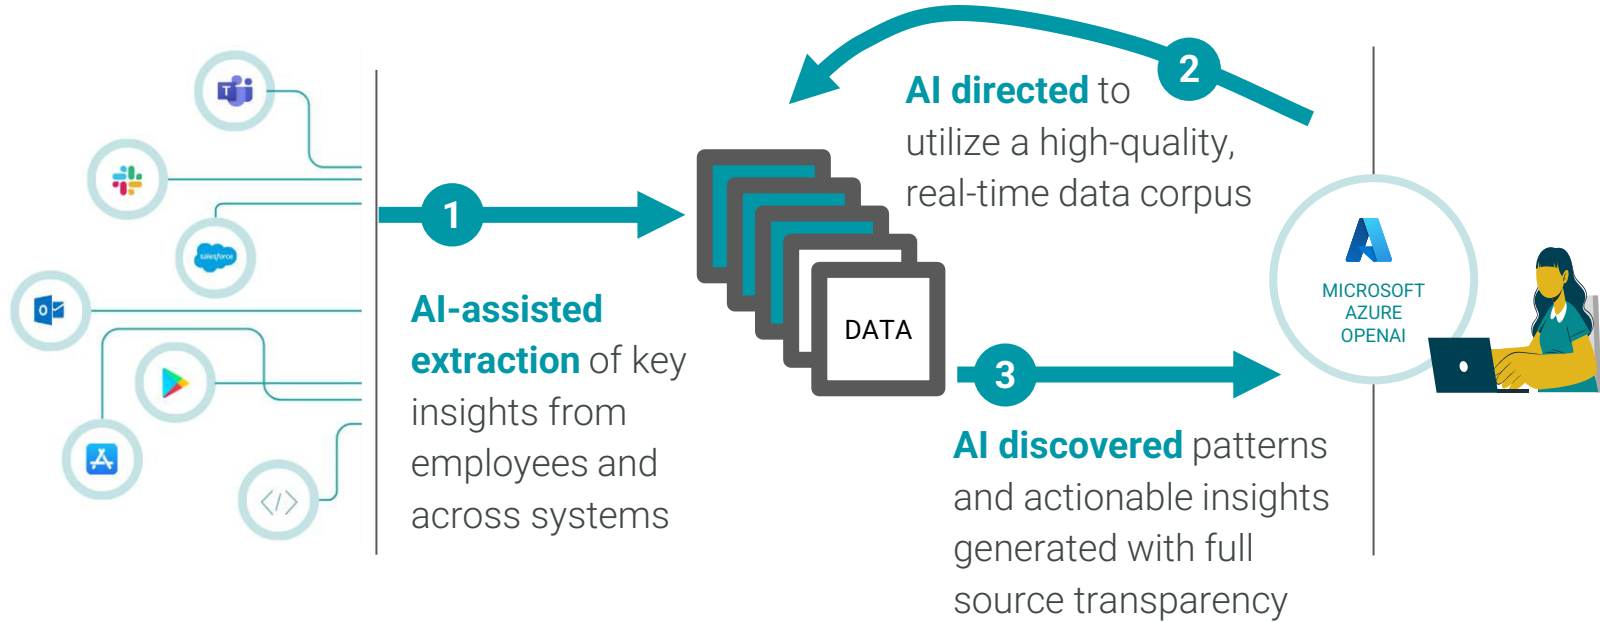 T
salesforce
O
</>
1
AI-assisted
extraction of key
insights from
employees and
across systems
DATA
2
AI directed to
utilize a high-quality,
real-time data corpus
3
AI discovered patterns
and actionable insights
generated with full
source transparency
MICROSOFT
AZURE
OPENAI